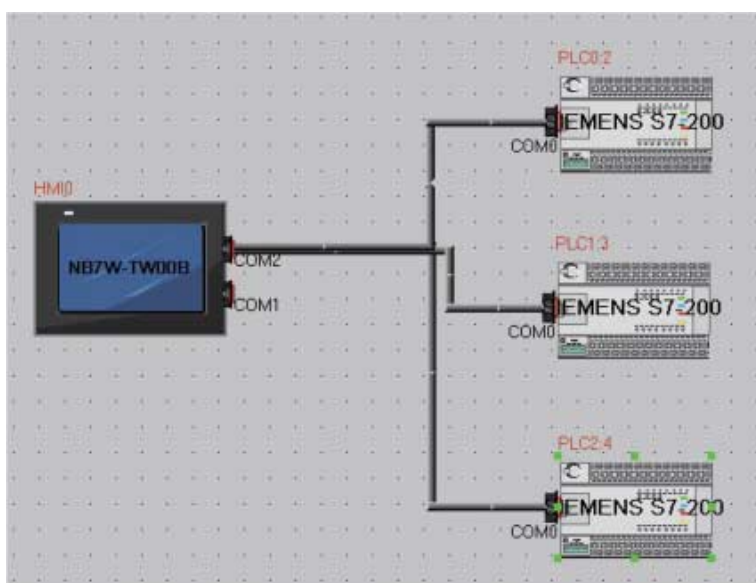 PLC0:2
EMENS S7-200
COM0
HMI0
NB7W-TW00B
COM2
COM1
PLC1:3
EMENS S7-200
COM0
PLC2:4
EMENS S7-200
COM0